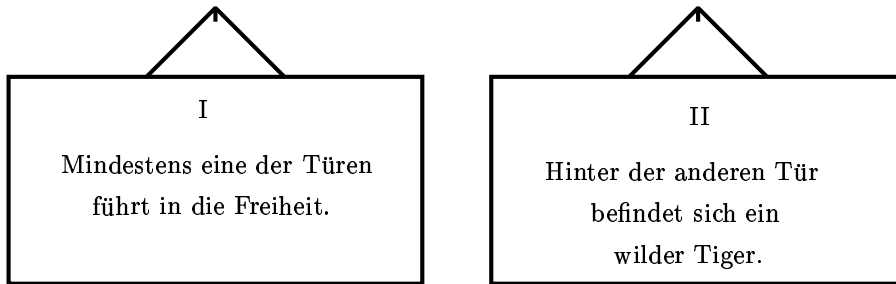 I
Mindestens eine der Türen
führt in die Freiheit.
II
Hinter der anderen Tür
befindet sich ein
wilder Tiger.